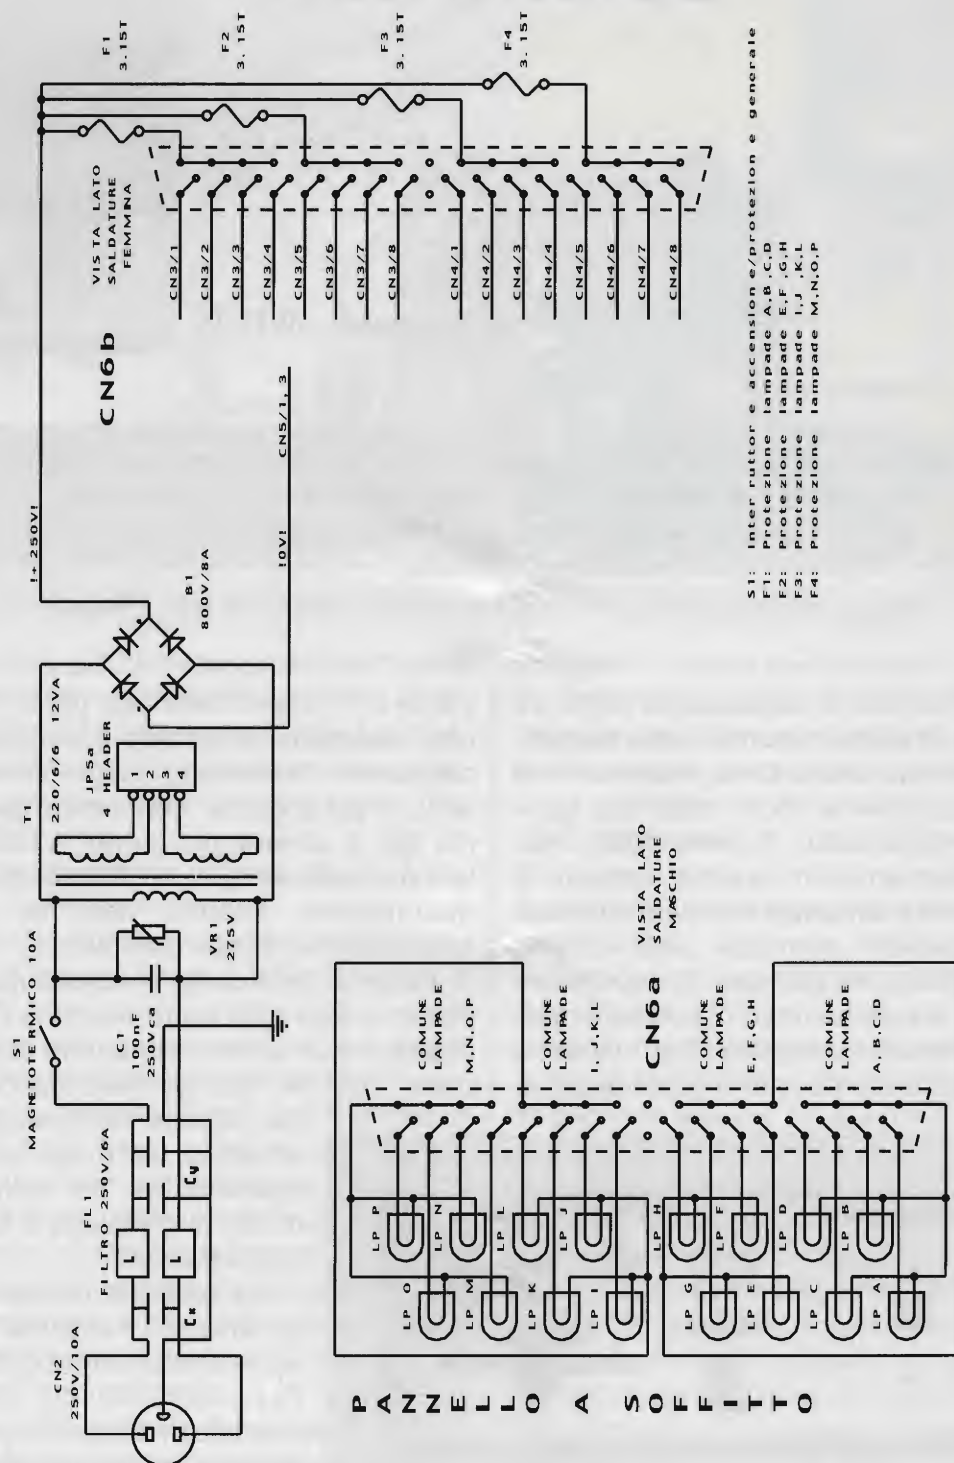 F1
3.15T
F2
3.15T
F3
3.15T
F4
3.15T
VISTA LATO
SALDATURE
FEMMINA
CN6b
CN3/1
CN3/2
CN3/3
CN3/4
CN3/5
CN3/6
CN3/7
CN3/8
CN4/1
CN4/2
CN4/3
CN4/4
CN4/5
CN4/6
CN4/7
CN4/8
!+250V!
B1
800V/8A
!0V!
CN5/1,3
T1
220/6/6 12VA
JP5a
4 HEADER
1
2
3
4
S1
MAGNETOTERMICO 10A
C1
100nF
250Vca
VR1
275V
FL1
FILTRO 250V/6A
L
L
Cx
Cy
CN2
250V/10A
S1: Interruttore accensione/protezione generale
F1: Protezione lampade A,B,C,D
F2: Protezione lampade E,F,G,H
F3: Protezione lampade I,J,K,L
F4: Protezione lampade M,N,O,P
VISTA LATO
SALDATURE
MASCHIO
CN6a
COMUNE
LAMPADE
M,N,O,P
COMUNE
LAMPADE
I,J,K,L
COMUNE
LAMPADE
E,F,G,H
COMUNE
LAMPADE
A,B,C,D
LP P
LP N
LP L
LP J
LP H
LP F
LP D
LP B
LP O
LP M
LP K
LP I
LP G
LP E
LP C
LP A
PANNELLO A SOFFITTO